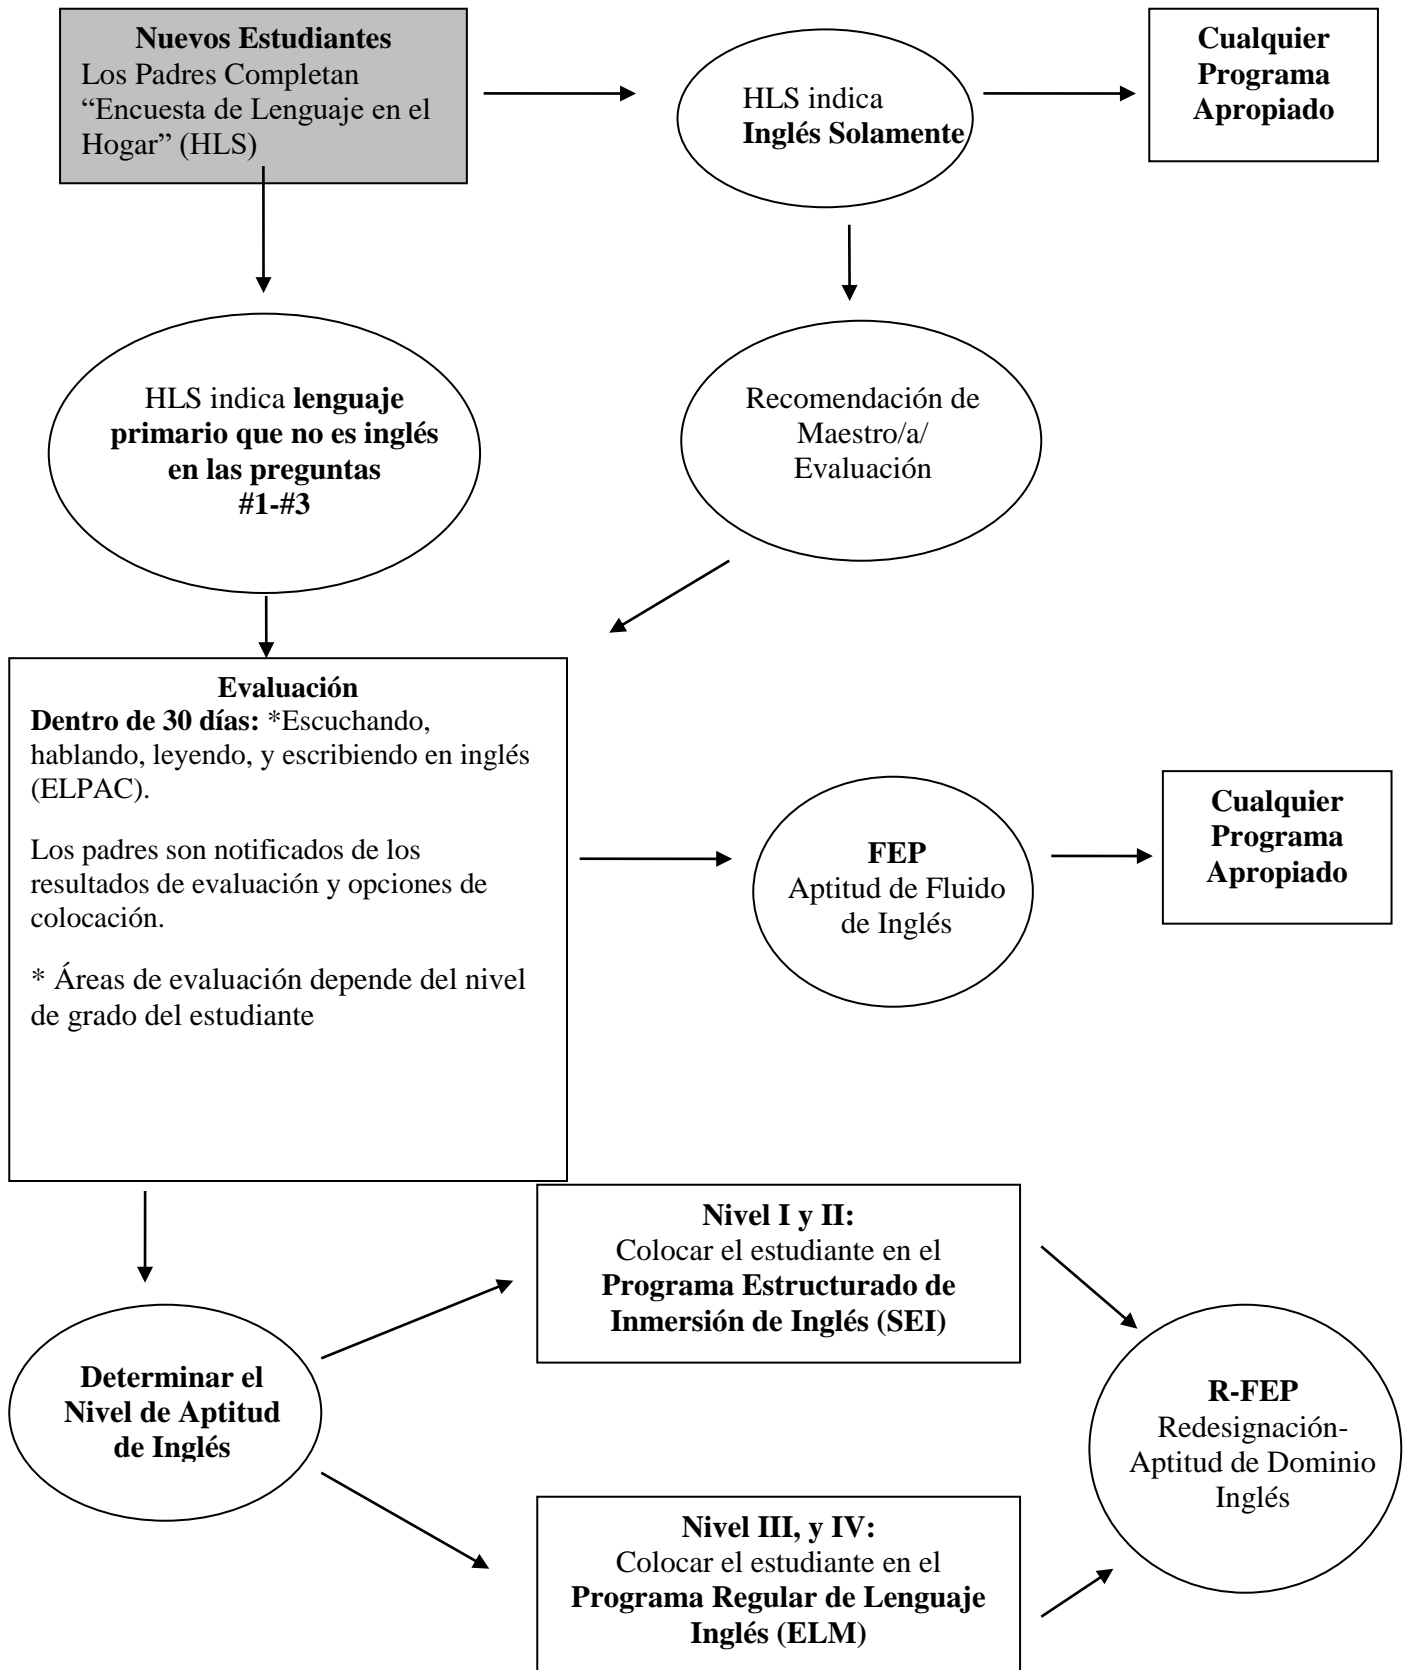 Nuevos Estudiantes
Los Padres Completan
“Encuesta de Lenguaje en el
Hogar” (HLS)
HLS indica
Inglés Solamente
Cualquier
Programa
Apropiado
HLS indica lenguaje
primario que no es inglés
en las preguntas
#1-#3
Recomendación de
Maestro/a/
Evaluación
Evaluación
Dentro de 30 días: *Escuchando,
hablando, leyendo, y escribiendo en inglés
(ELPAC).
Los padres son notificados de los
resultados de evaluación y opciones de
colocación.
* Áreas de evaluación depende del nivel
de grado del estudiante
FEP
Aptitud de Fluido
de Inglés
Cualquier
Programa
Apropiado
Nivel I y II:
Colocar el estudiante en el
Programa Estructurado de
Inmersión de Inglés (SEI)
Determinar el
Nivel de Aptitud
de Inglés
R-FEP
Redesignación-
Aptitud de Dominio
Inglés
Nivel III, y IV:
Colocar el estudiante en el
Programa Regular de Lenguaje
Inglés (ELM)